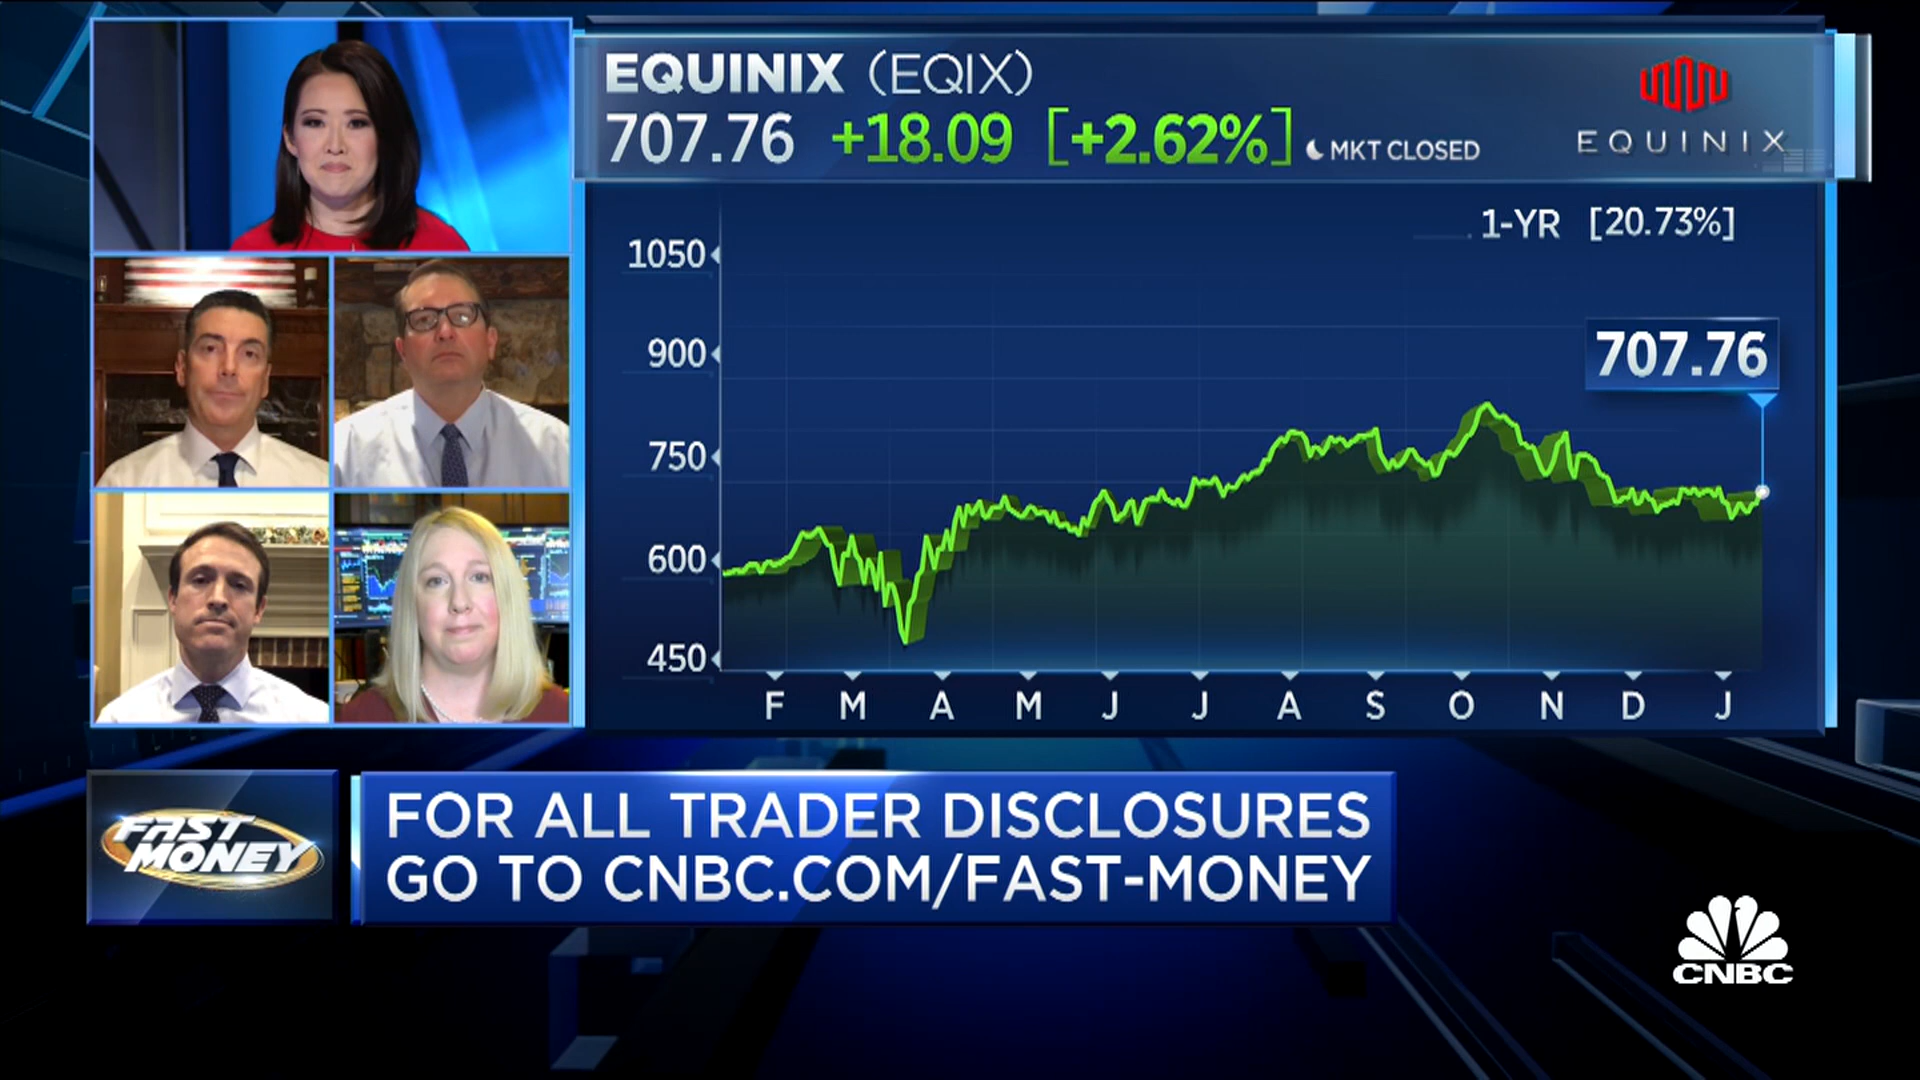 EQUINIX (EQIX)
707.76 +18.09 [+2.62%] MKT CLOSED
EQUINIX
1-YR [20.73%]
1050
900
750
600
450
707.76
F M A M J J A S O N D J
FAST MONEY
FOR ALL TRADER DISCLOSURES
GO TO CNBC.COM/FAST-MONEY
CNBC